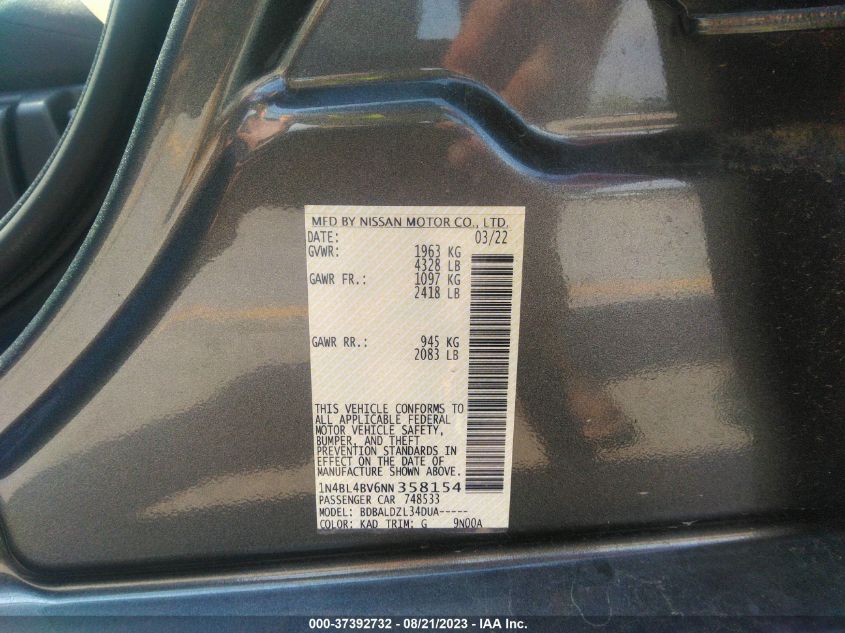 MFD BY NISSAN MOTOR CO., LTD.
DATE: 03/22
GVWR: 1963 KG
4328 LB
GAWR FR.: 1097 KG
2418 LB
GAWR RR.: 945 KG
2083 LB
THIS VEHICLE CONFORMS TO
ALL APPLICABLE FEDERAL
MOTOR VEHICLE SAFETY,
BUMPER, AND THEFT
PREVENTION STANDARDS IN
EFFECT ON THE DATE OF
MANUFACTURE SHOWN ABOVE.
1N4BL4BV6NN358154
PASSENGER CAR 748533
MODEL: BDBALDZL34DUA-----
COLOR: KAD TRIM: G 9N00A
000-37392732 - 08/21/2023 - IAA Inc.